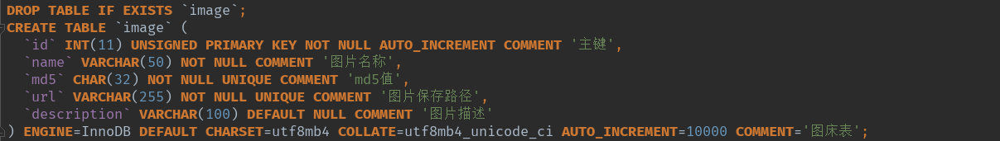 DROP TABLE IF EXISTS `image`;
CREATE TABLE `image` (
`id` INT(11) UNSIGNED PRIMARY KEY NOT NULL AUTO_INCREMENT COMMENT '主键',
`name` VARCHAR(50) NOT NULL COMMENT '图片名称',
`md5` CHAR(32) NOT NULL UNIQUE COMMENT 'md5值',
`url` VARCHAR(255) NOT NULL UNIQUE COMMENT '图片保存路径',
`description` VARCHAR(100) DEFAULT NULL COMMENT '图片描述'
) ENGINE=InnoDB DEFAULT CHARSET=utf8mb4 COLLATE=utf8mb4_unicode_ci AUTO_INCREMENT=10000 COMMENT='图床表';